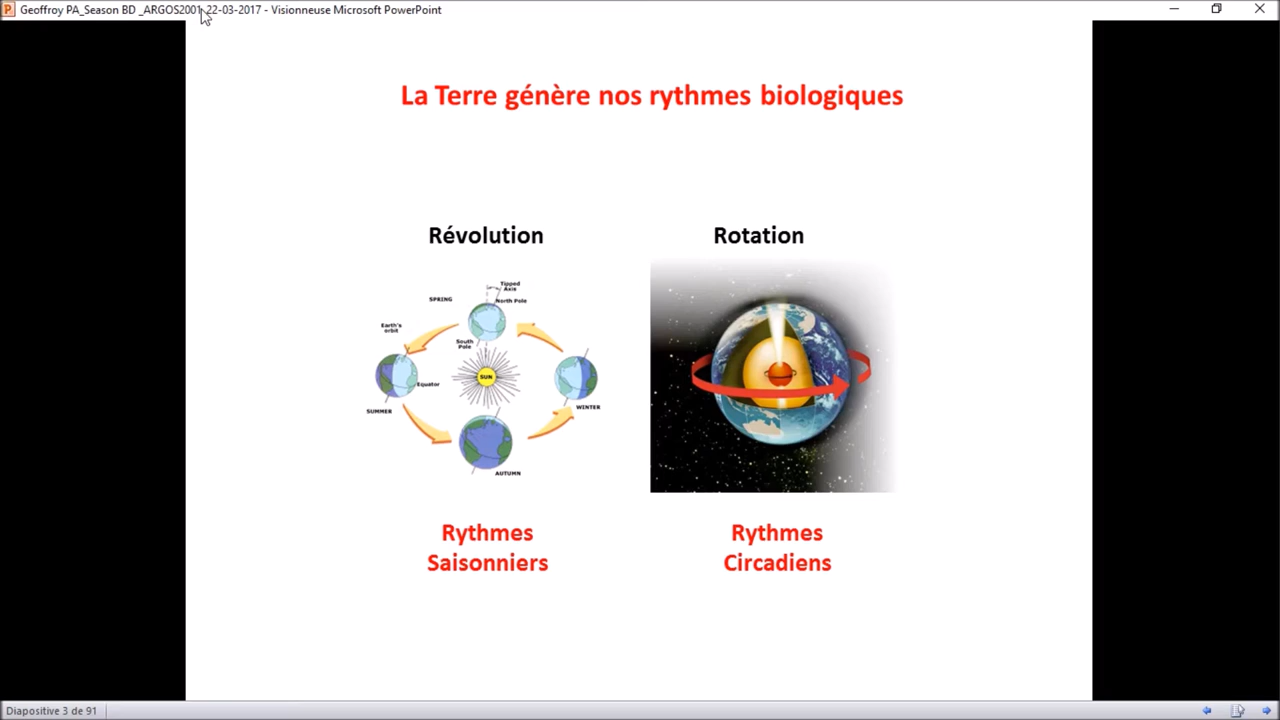 Geoffroy PA_Season BD _ARGOS2001 22-03-2017 - Visionneuse Microsoft PowerPoint
La Terre génère nos rythmes biologiques
Révolution
Rotation
Tipped
Axis
SPRING
North Pole
Earth's
orbit
South
Pole
SUN
Equator
SUMMER
WINTER
AUTUMN
Rythmes
Saisonniers
Rythmes
Circadiens
Diapositive 3 de 91